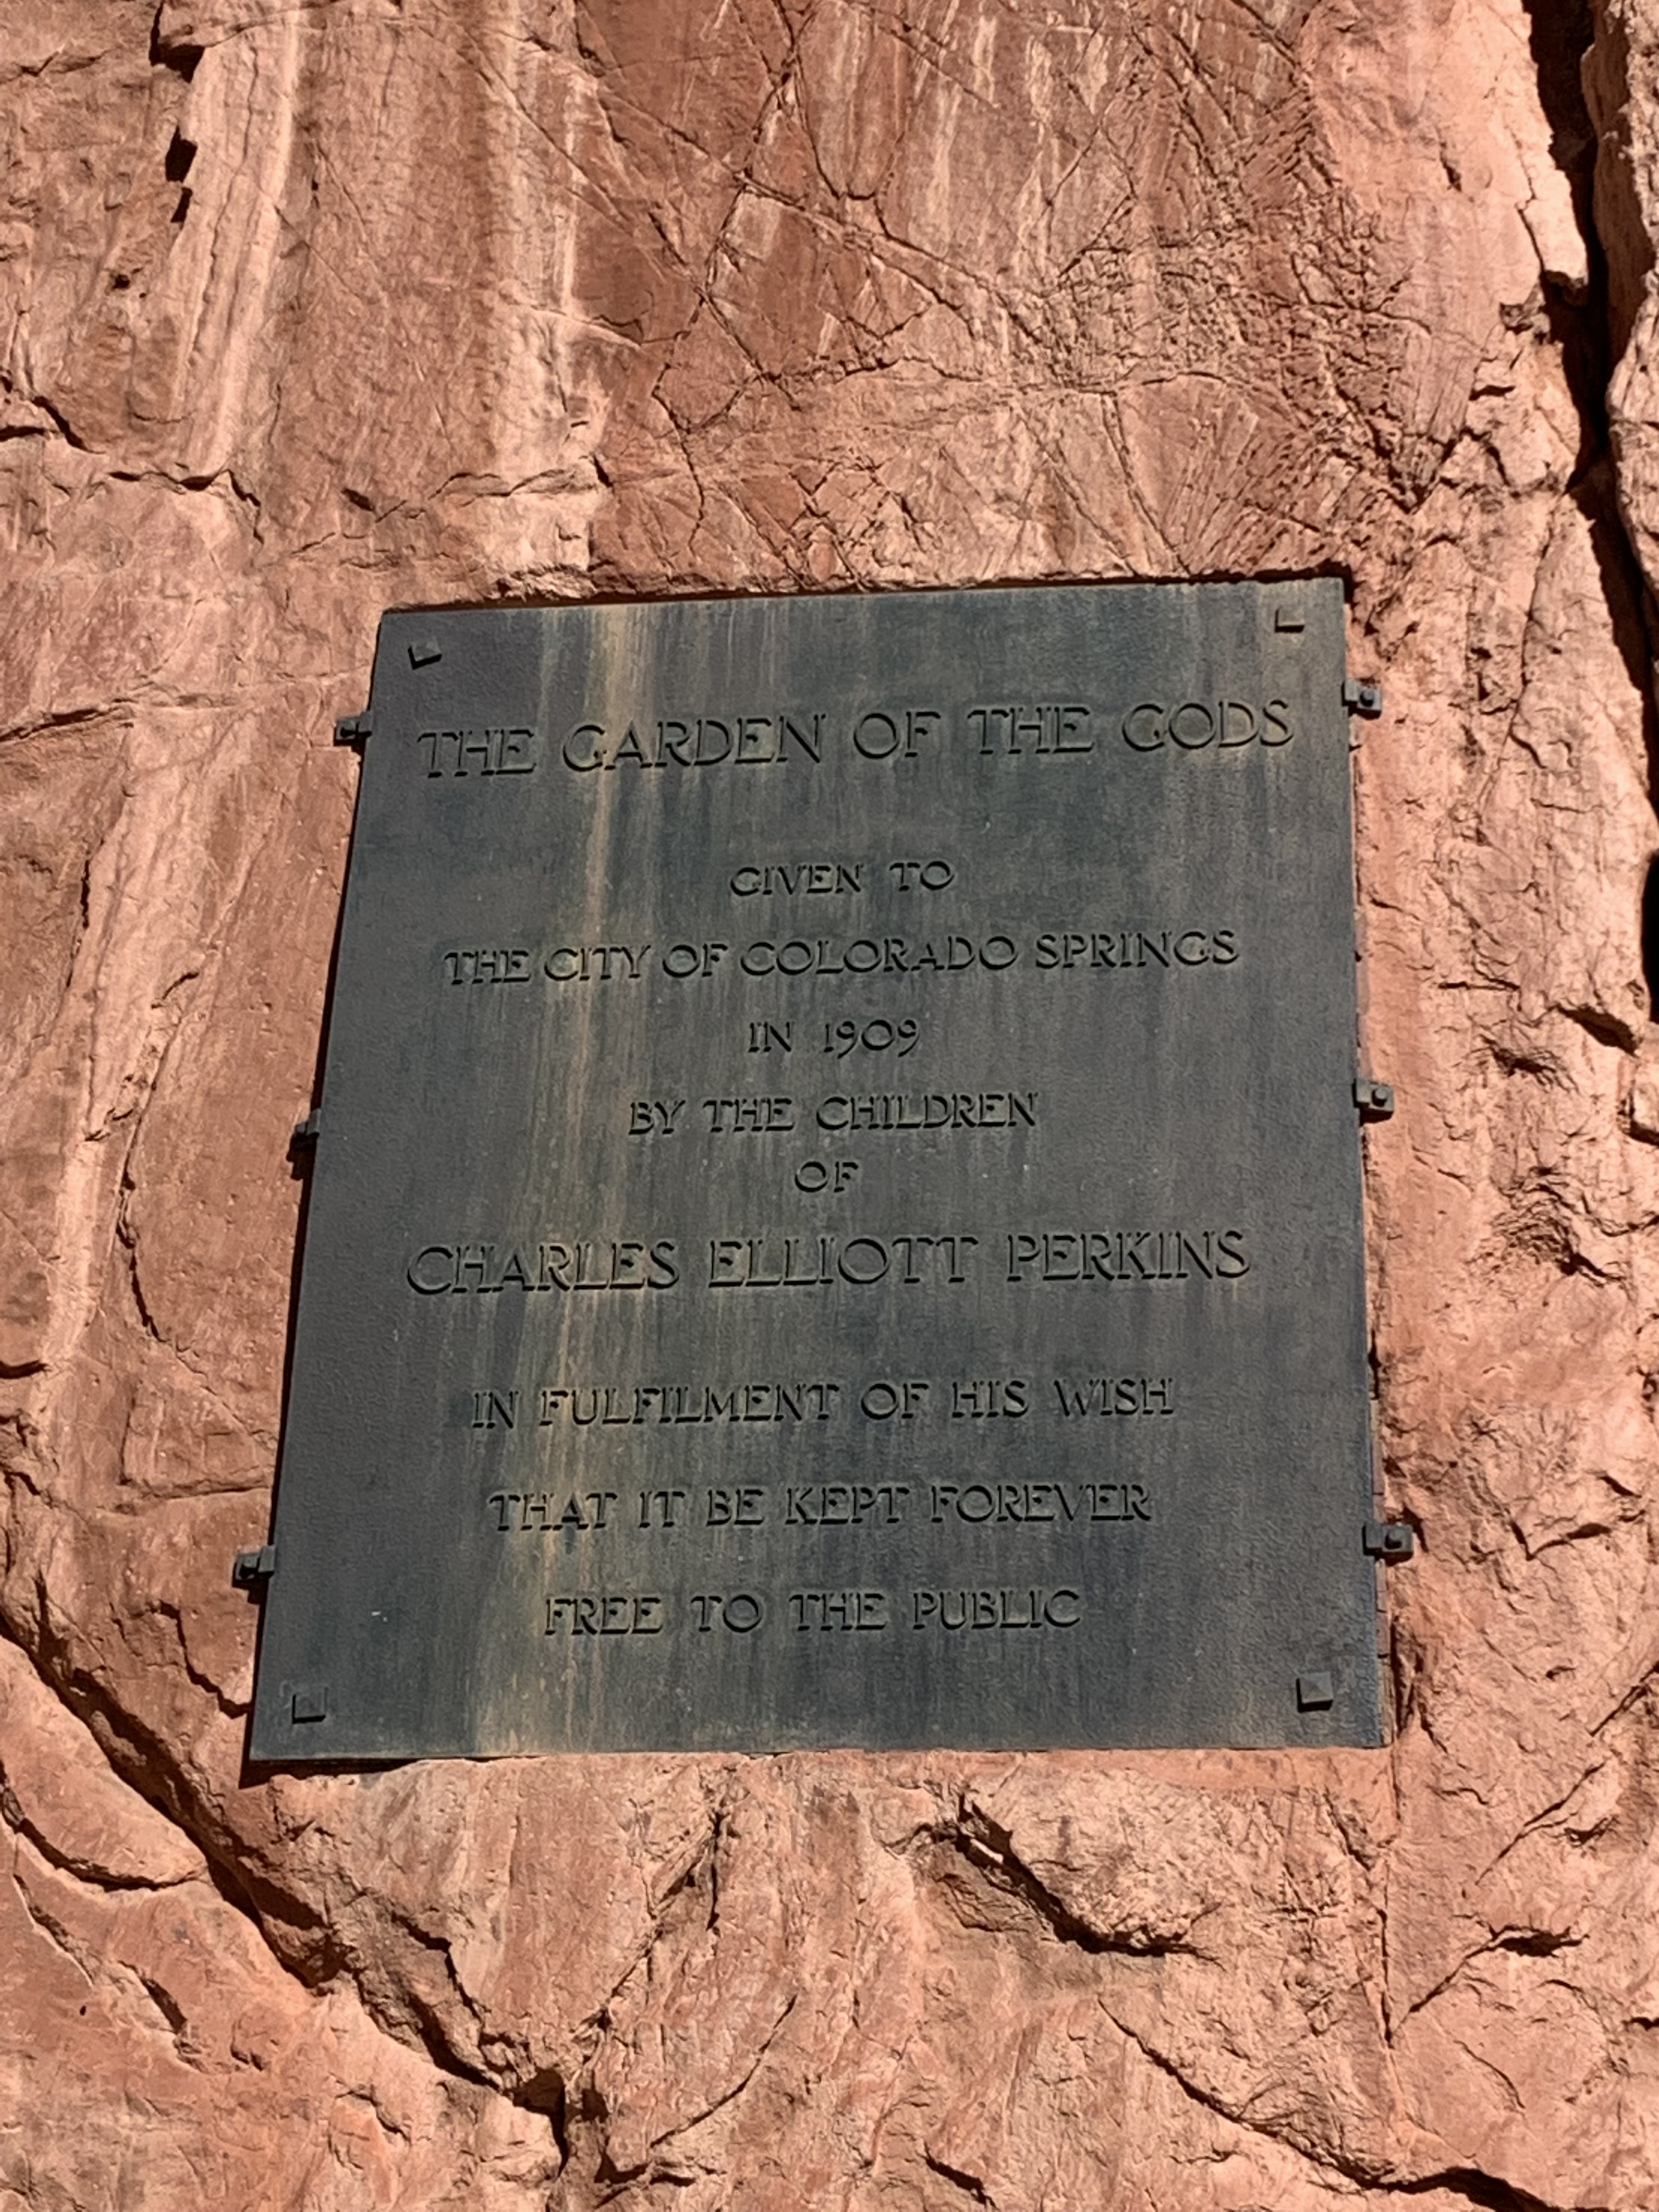 THE GARDEN OF THE GODS
GIVEN TO
THE CITY OF COLORADO SPRINGS
IN 1909
BY THE CHILDREN
OF
CHARLES ELLIOTT PERKINS
IN FULFILMENT OF HIS WISH
THAT IT BE KEPT FOREVER
FREE TO THE PUBLIC